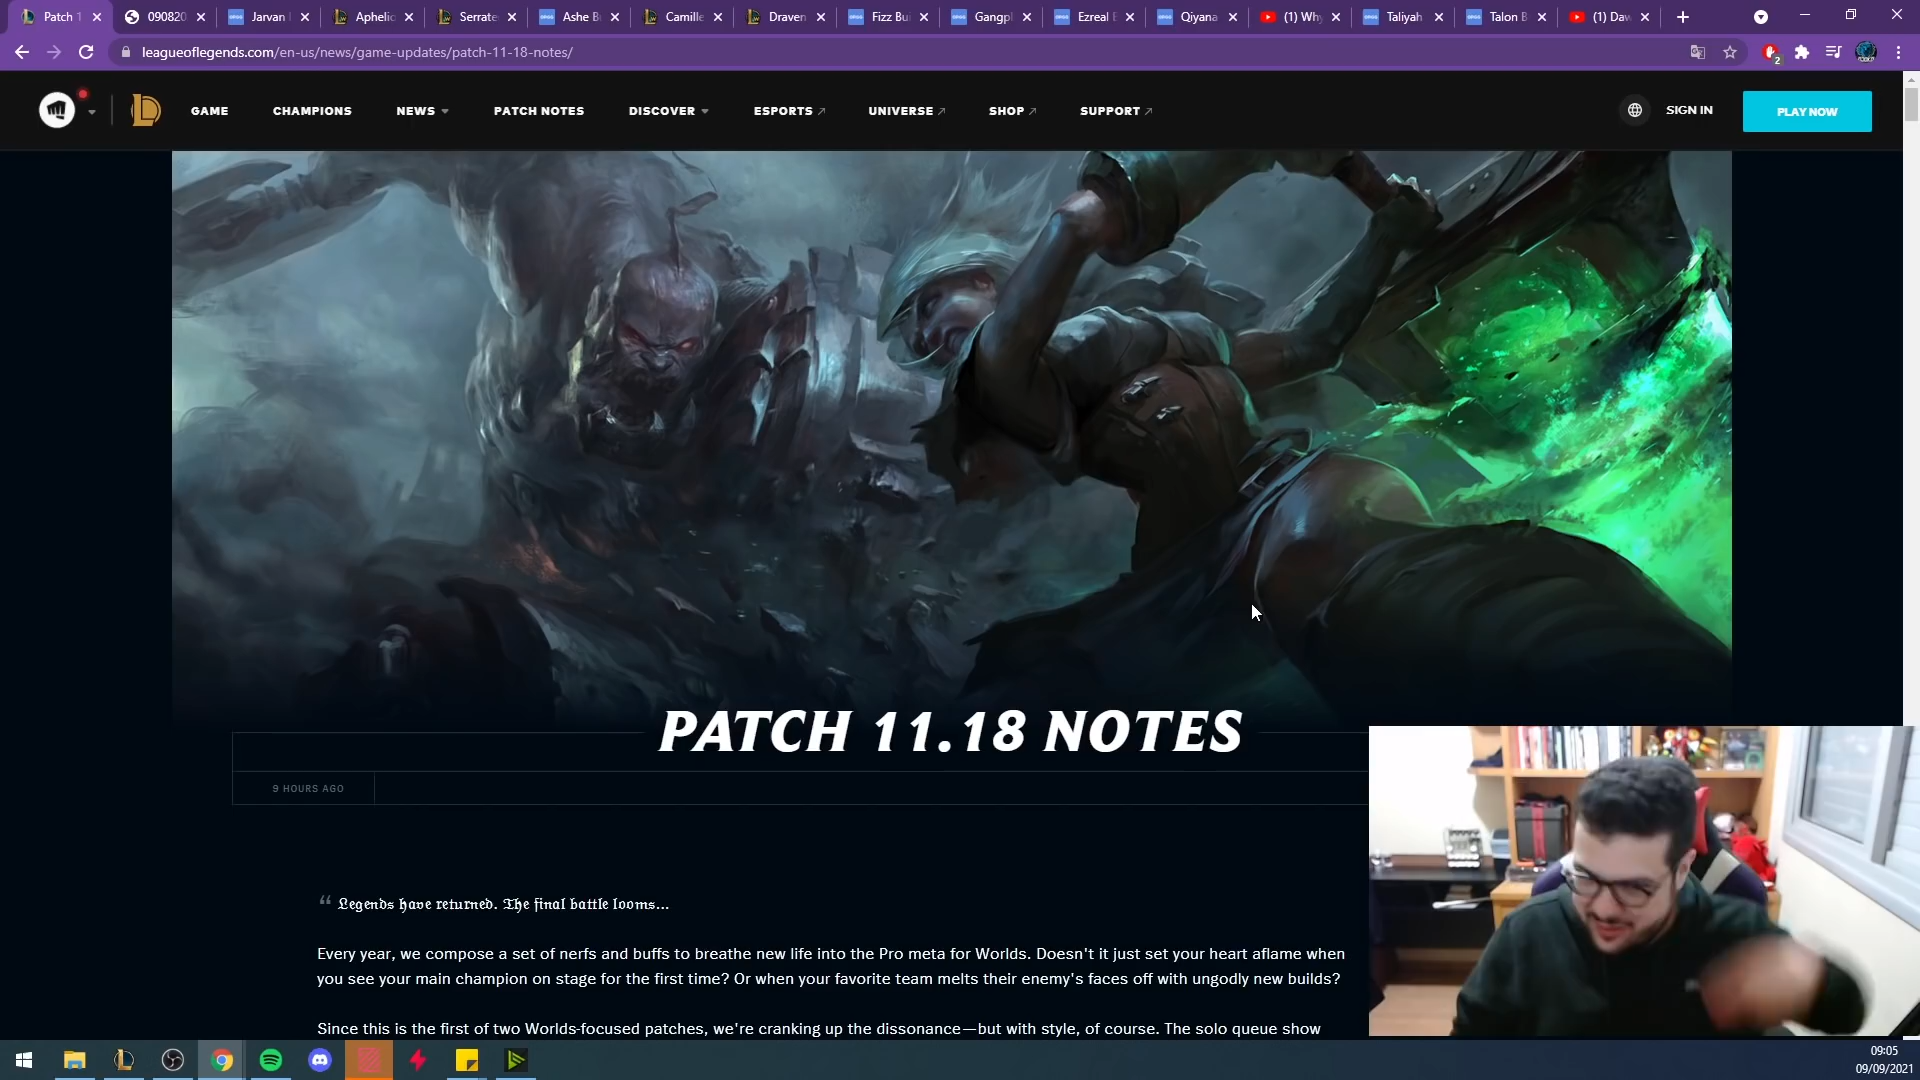 Patch 1
090820
Jarvan
Aphelio
Serrate
Ashe B
Camille
Draven
Fizz Bui
Gangpl
Ezreal B
Qiyana
(1) Why
Taliyah
Talon B
(1) Daw
leagueoflegends.com/en-us/news/game-updates/patch-11-18-notes/
2
GAME
CHAMPIONS
NEWS
PATCH NOTES
DISCOVER
ESPORTS
UNIVERSE
SHOP
SUPPORT
SIGN IN
PLAY NOW
PATCH 11.18 NOTES
9 HOURS AGO
“ Legends have returned. The final battle looms...
Every year, we compose a set of nerfs and buffs to breathe new life into the Pro meta for Worlds. Doesn't it just set your heart aflame when
you see your main champion on stage for the first time? Or when your favorite team melts their enemy's faces off with ungodly new builds?
Since this is the first of two Worlds-focused patches, we're cranking up the dissonance—but with style, of course. The solo queue show
09:05
09/09/2021